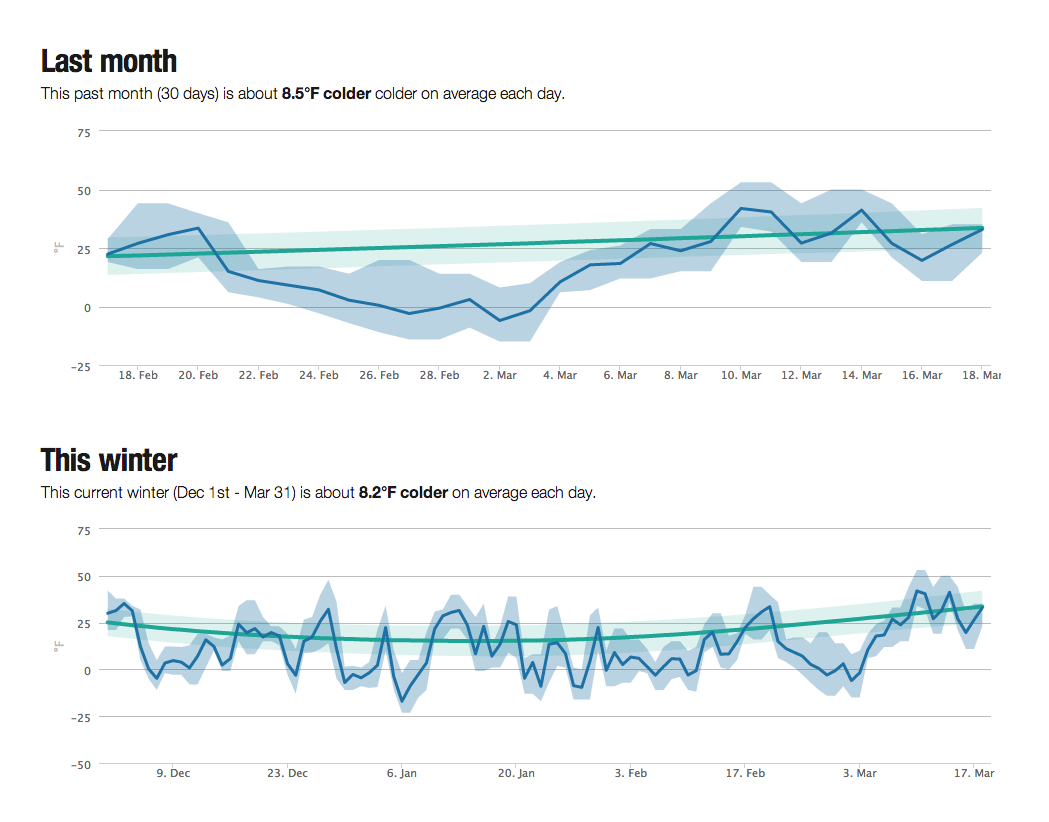 Last month
This past month (30 days) is about 8.5°F colder colder on average each day.
75
50
25
0
−25
°F
18. Feb 20. Feb 22. Feb 24. Feb 26. Feb 28. Feb 2. Mar 4. Mar 6. Mar 8. Mar 10. Mar 12. Mar 14. Mar 16. Mar 18. Mar
This winter
This current winter (Dec 1st - Mar 31) is about 8.2°F colder on average each day.
75
50
25
0
−25
−50
°F
9. Dec 23. Dec 6. Jan 20. Jan 3. Feb 17. Feb 3. Mar 17. Mar